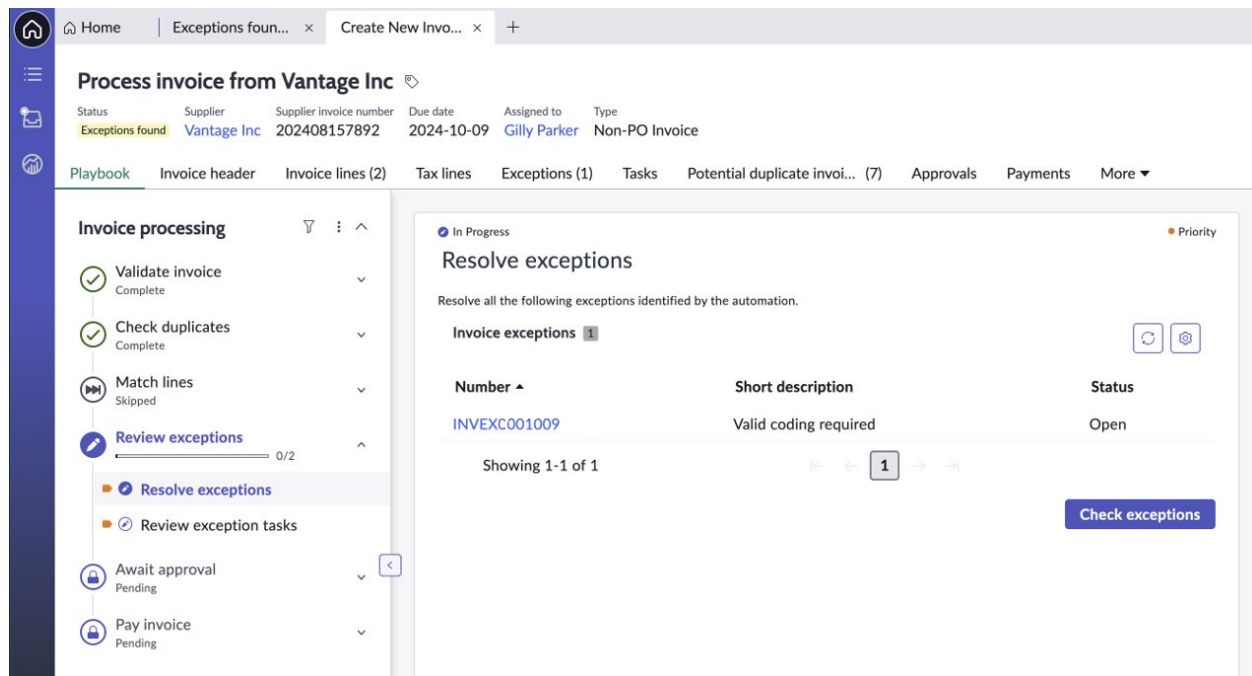 Home
Exceptions foun... ×
Create New Invo... ×
+
Process invoice from Vantage Inc
Status Supplier Supplier invoice number Due date Assigned to Type
Exceptions found Vantage Inc 202408157892 2024-10-09 Gilly Parker Non-PO Invoice
Playbook Invoice header Invoice lines (2) Tax lines Exceptions (1) Tasks Potential duplicate invoi... (7) Approvals Payments More ▼
Invoice processing
Validate invoice
Complete
Check duplicates
Complete
Match lines
Skipped
Review exceptions
0/2
Resolve exceptions
Review exception tasks
Await approval
Pending
Pay invoice
Pending
In Progress
Priority
Resolve exceptions
Resolve all the following exceptions identified by the automation.
Invoice exceptions 1
Number ▲ Short description Status
INVEXC001009 Valid coding required Open
Showing 1-1 of 1
1
Check exceptions